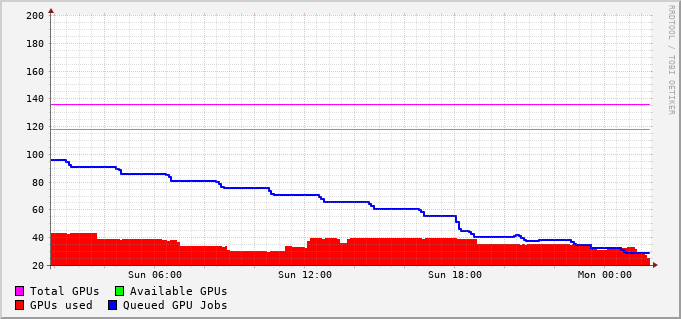 200
180
160
140
120
100
80
60
40
20
Sun 06:00 Sun 12:00 Sun 18:00 Mon 00:00
Total GPUs Available GPUs
GPUs used Queued GPU Jobs
RRDTOOL / TOBI OETIKER